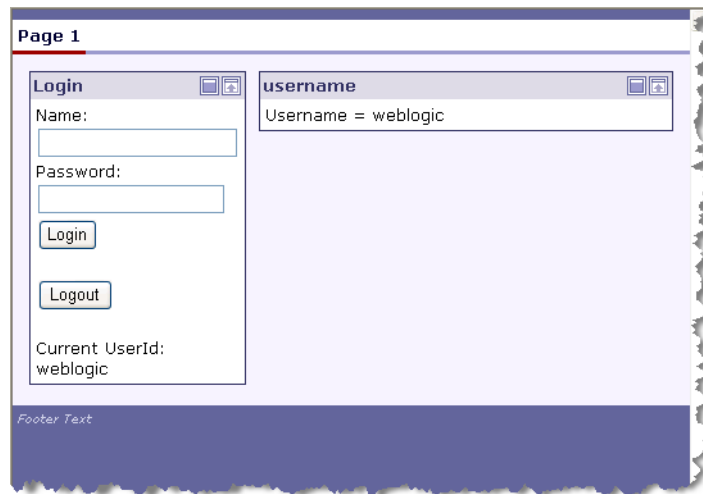 Page 1
Login
Name:
Password:
Login
Logout
Current UserId:
weblogic
username
Username = weblogic
Footer Text